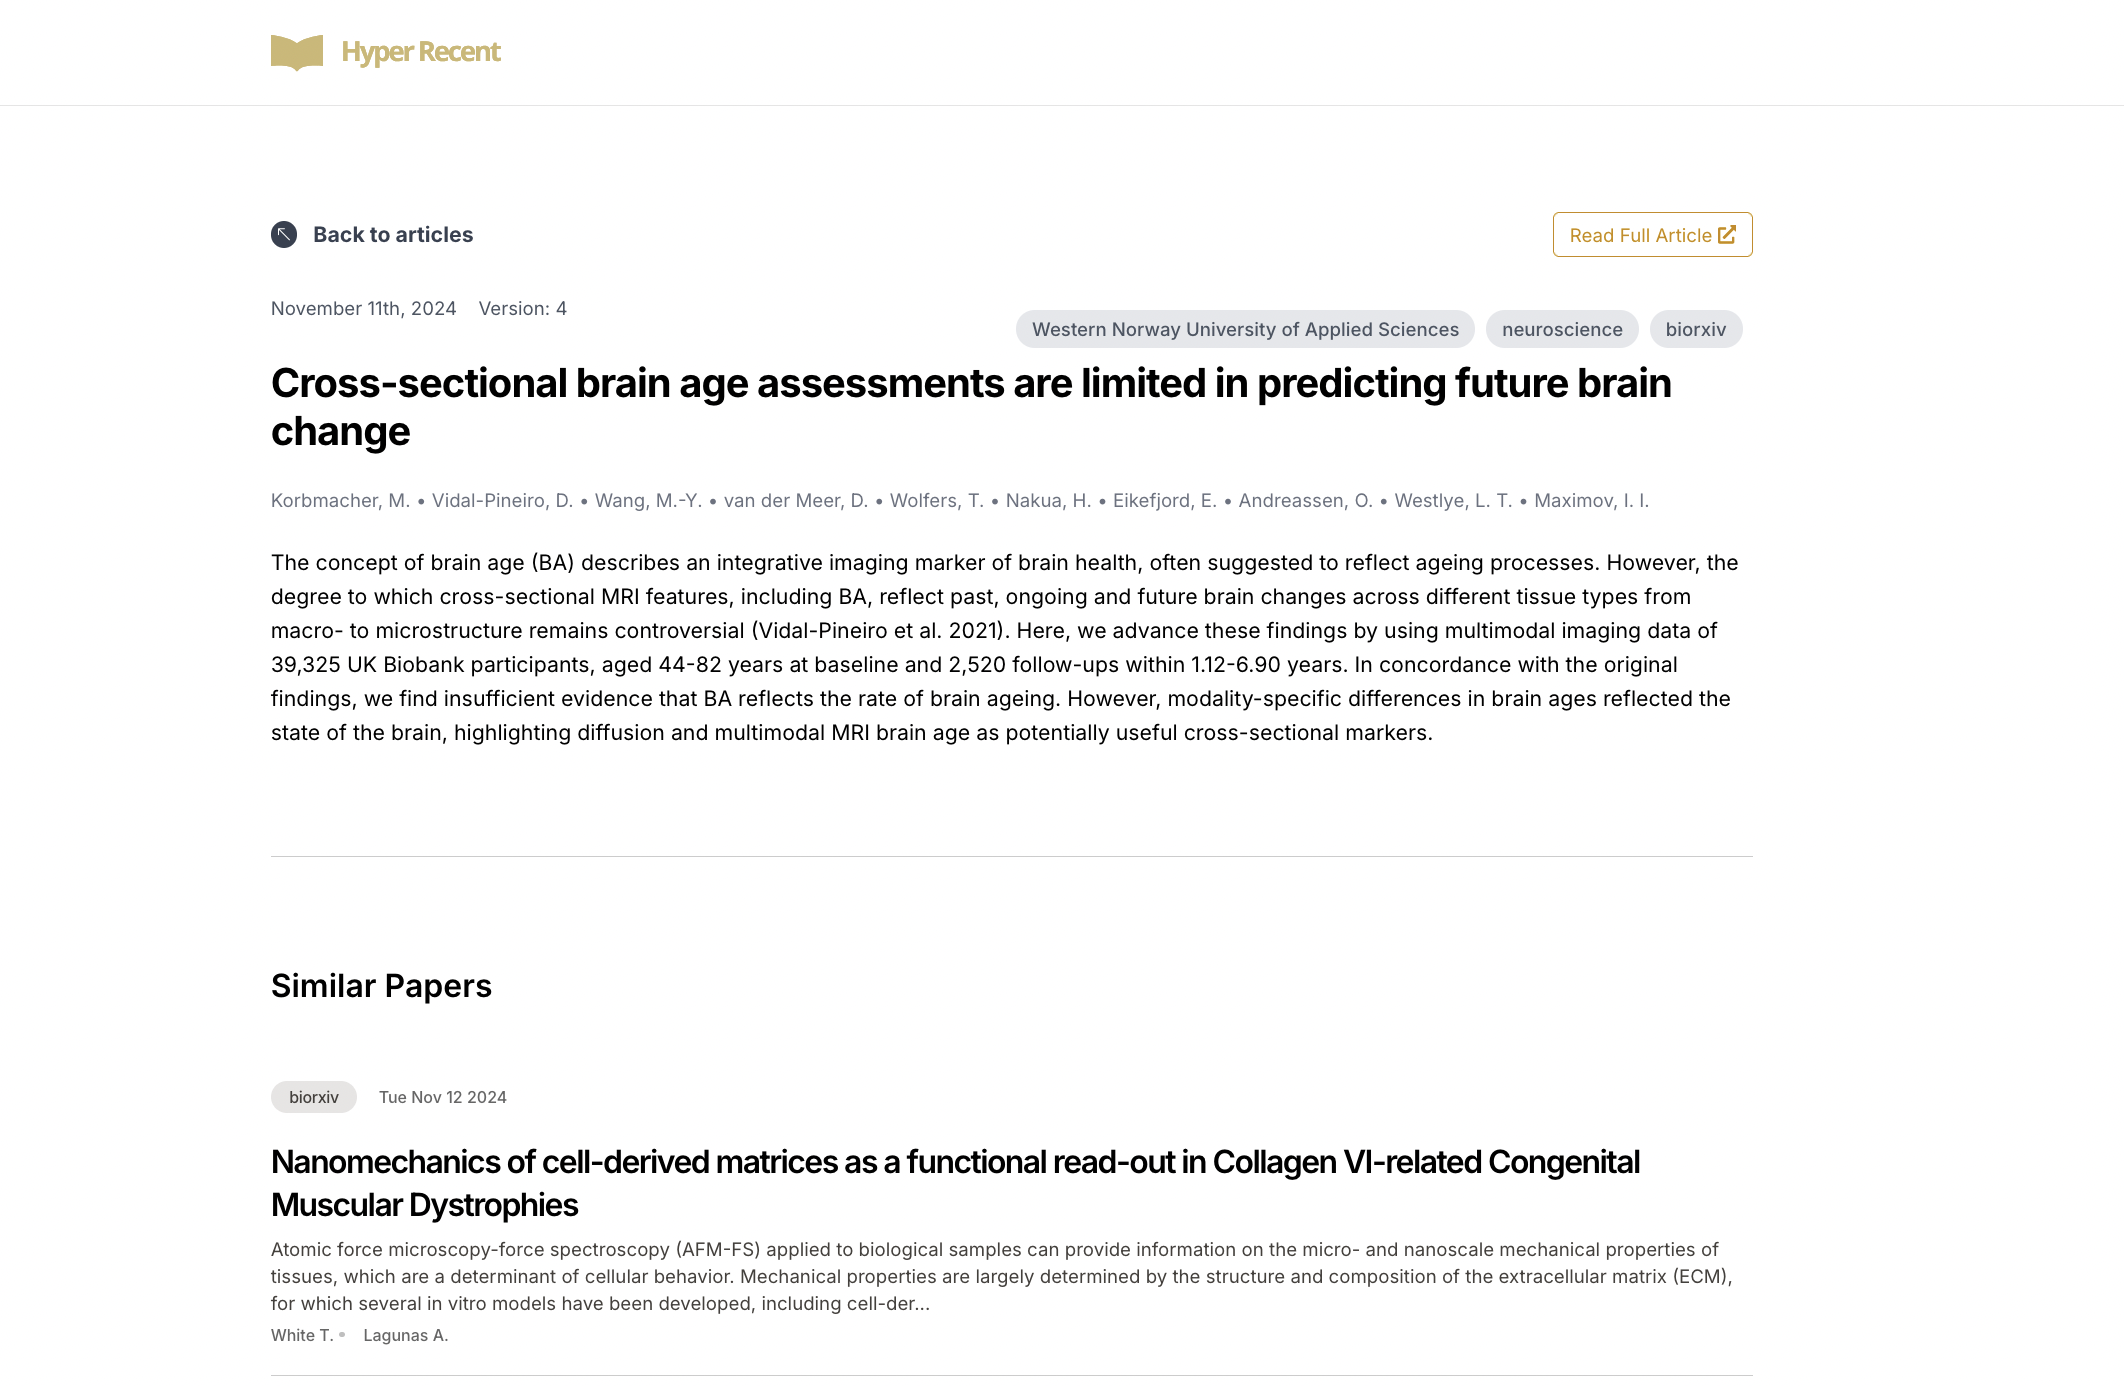 Hyper Recent
Back to articles
Read Full Article
November 11th, 2024 Version: 4
Western Norway University of Applied Sciences neuroscience biorxiv
Cross-sectional brain age assessments are limited in predicting future brain
change
Korbmacher, M. • Vidal-Pineiro, D. • Wang, M.-Y. • van der Meer, D. • Wolfers, T. • Nakua, H. • Eikefjord, E. • Andreassen, O. • Westlye, L. T. • Maximov, I. I.
The concept of brain age (BA) describes an integrative imaging marker of brain health, often suggested to reflect ageing processes. However, the
degree to which cross-sectional MRI features, including BA, reflect past, ongoing and future brain changes across different tissue types from
macro- to microstructure remains controversial (Vidal-Pineiro et al. 2021). Here, we advance these findings by using multimodal imaging data of
39,325 UK Biobank participants, aged 44-82 years at baseline and 2,520 follow-ups within 1.12-6.90 years. In concordance with the original
findings, we find insufficient evidence that BA reflects the rate of brain ageing. However, modality-specific differences in brain ages reflected the
state of the brain, highlighting diffusion and multimodal MRI brain age as potentially useful cross-sectional markers.
Similar Papers
biorxiv Tue Nov 12 2024
Nanomechanics of cell-derived matrices as a functional read-out in Collagen VI-related Congenital
Muscular Dystrophies
Atomic force microscopy-force spectroscopy (AFM-FS) applied to biological samples can provide information on the micro- and nanoscale mechanical properties of
tissues, which are a determinant of cellular behavior. Mechanical properties are largely determined by the structure and composition of the extracellular matrix (ECM),
for which several in vitro models have been developed, including cell-der...
White T. • Lagunas A.